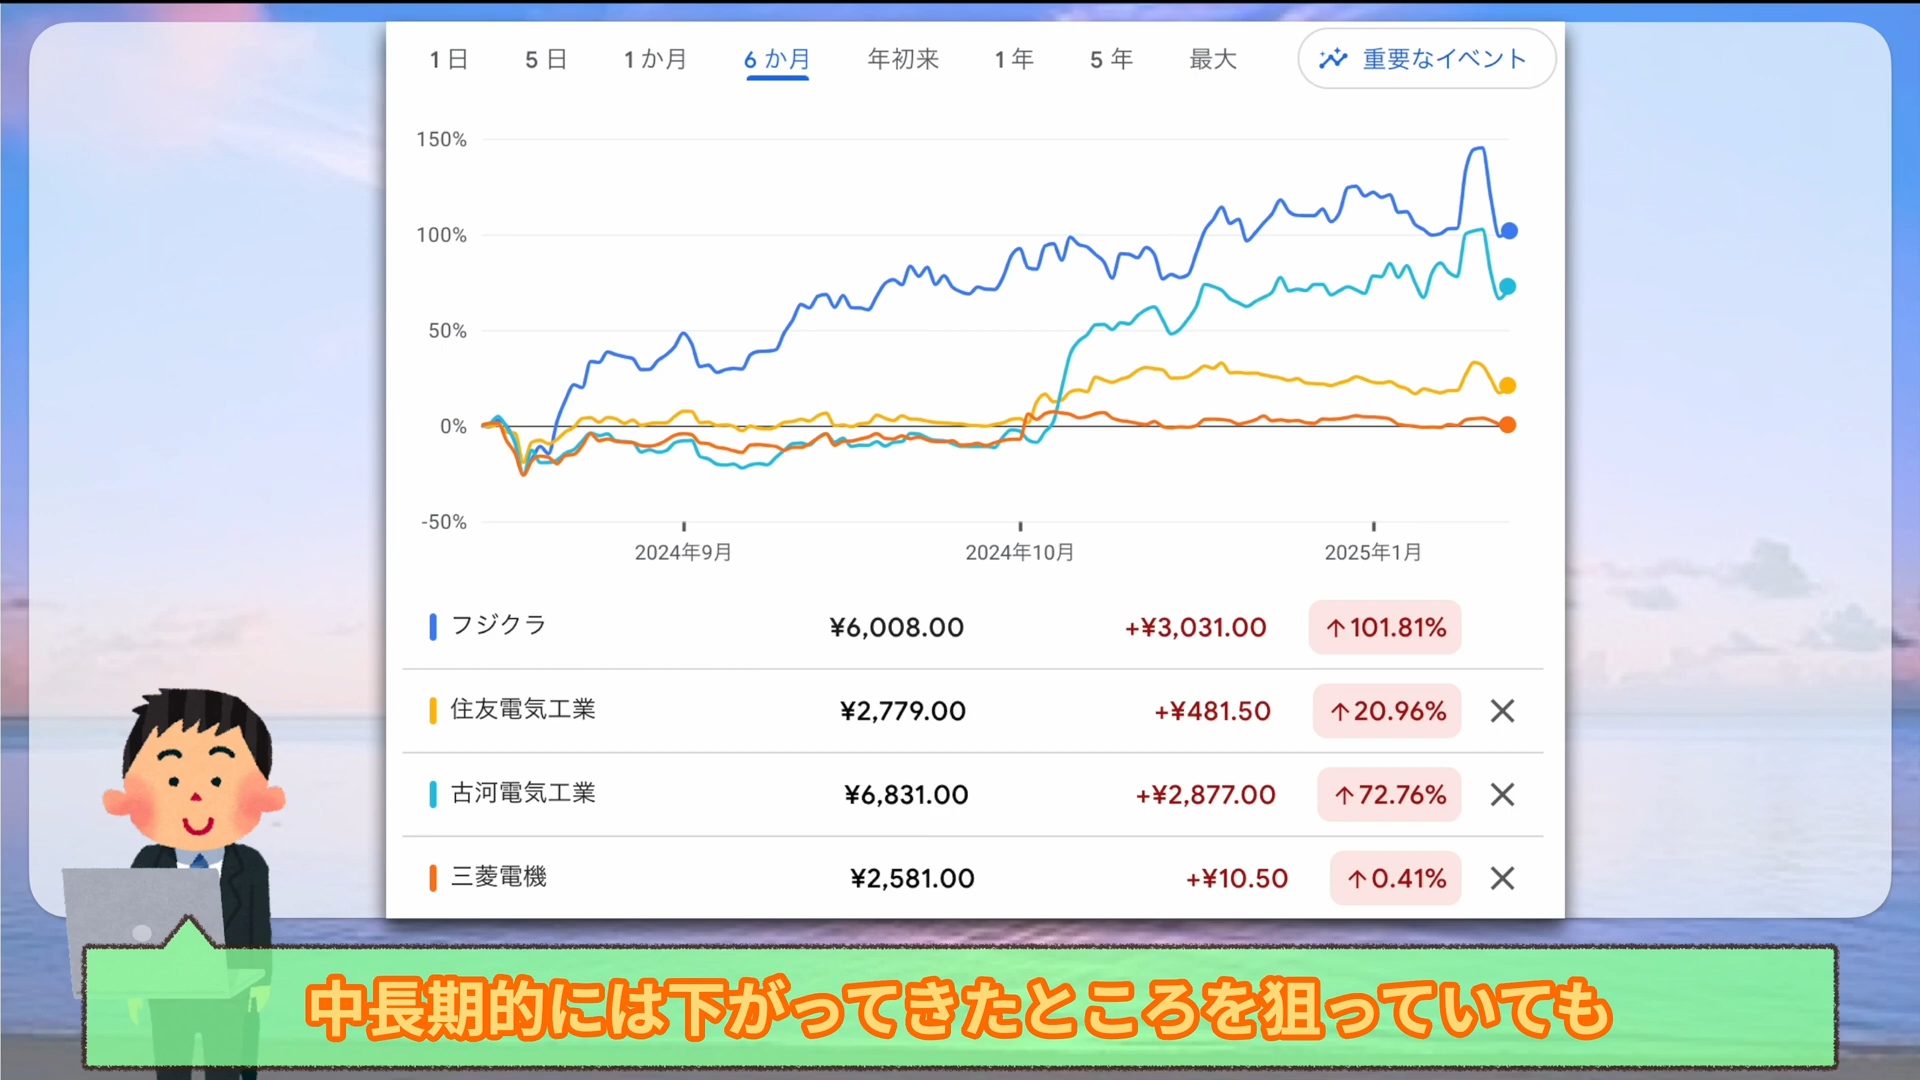 1日 5日 1か月 6か月 年初来 1年 5年 最大 重要なイベント
150%
100%
50%
0%
-50%
2024年9月 2024年10月 2025年1月
フジクラ ¥6,008.00 +¥3,031.00 ↑101.81%
住友電気工業 ¥2,779.00 +¥481.50 ↑20.96%
古河電気工業 ¥6,831.00 +¥2,877.00 ↑72.76%
三菱電機 ¥2,581.00 +¥10.50 ↑0.41%
中長期的には下がってきたところを狙っていても